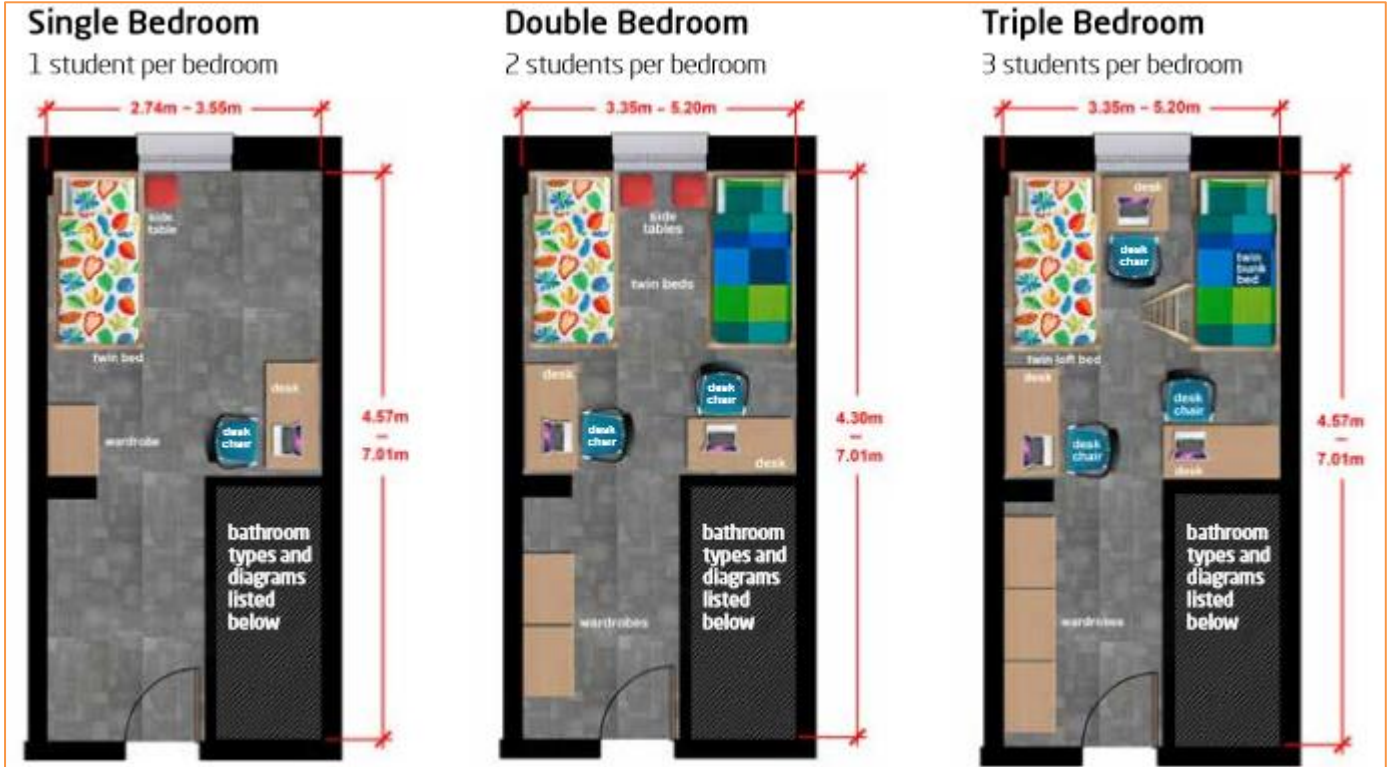 Single Bedroom
1 student per bedroom
2.74m – 3.55m
side
table
twin bed
desk
desk
chair
wardrobe
4.57m
–
7.01m
bathroom
types and
diagrams
listed
below
Double Bedroom
2 students per bedroom
3.35m – 5.20m
side
tables
twin beds
desk
desk
chair
desk
chair
desk
4.30m
–
7.01m
wardrobes
bathroom
types and
diagrams
listed
below
Triple Bedroom
3 students per bedroom
3.35m – 5.20m
desk
desk
chair
twin
bunk
bed
twin loft bed
desk
desk
chair
desk
chair
desk
4.57m
–
7.01m
wardrobes
bathroom
types and
diagrams
listed
below